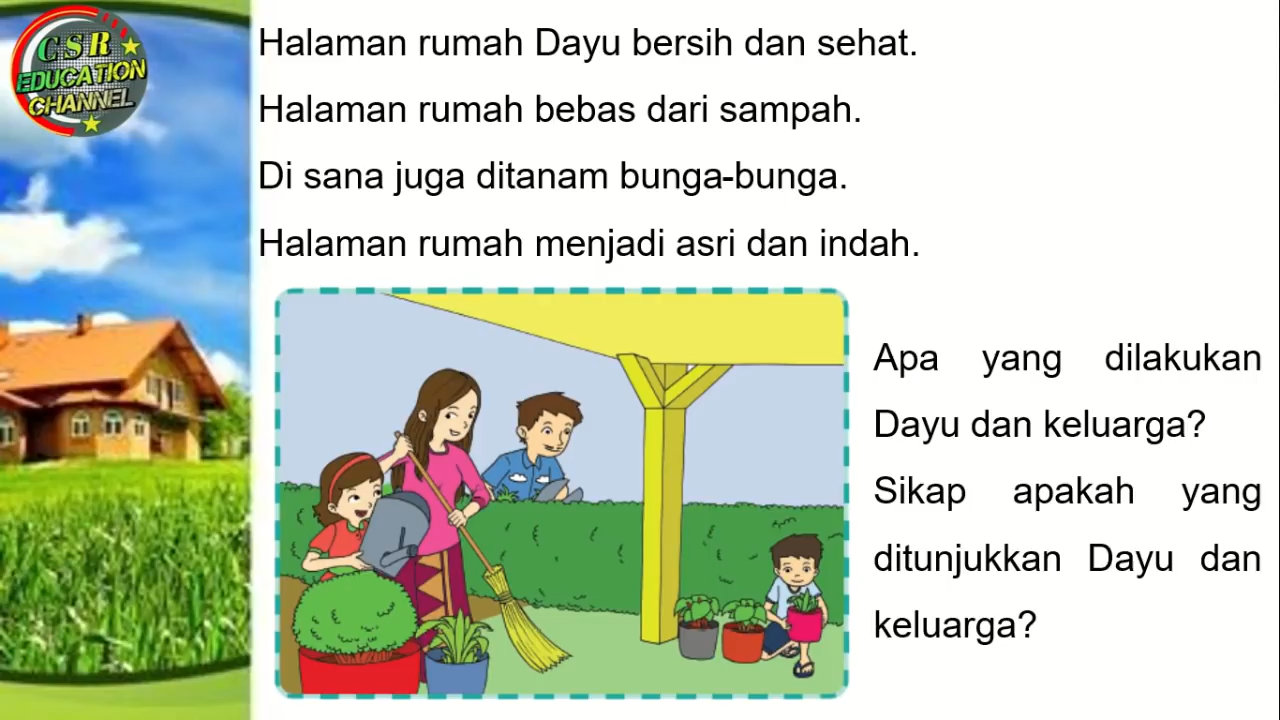 CSR
EDUCATION
CHANNEL
Halaman rumah Dayu bersih dan sehat.
Halaman rumah bebas dari sampah.
Di sana juga ditanam bunga-bunga.
Halaman rumah menjadi asri dan indah.
Apa yang dilakukan
Dayu dan keluarga?
Sikap apakah yang
ditunjukkan Dayu dan
keluarga?